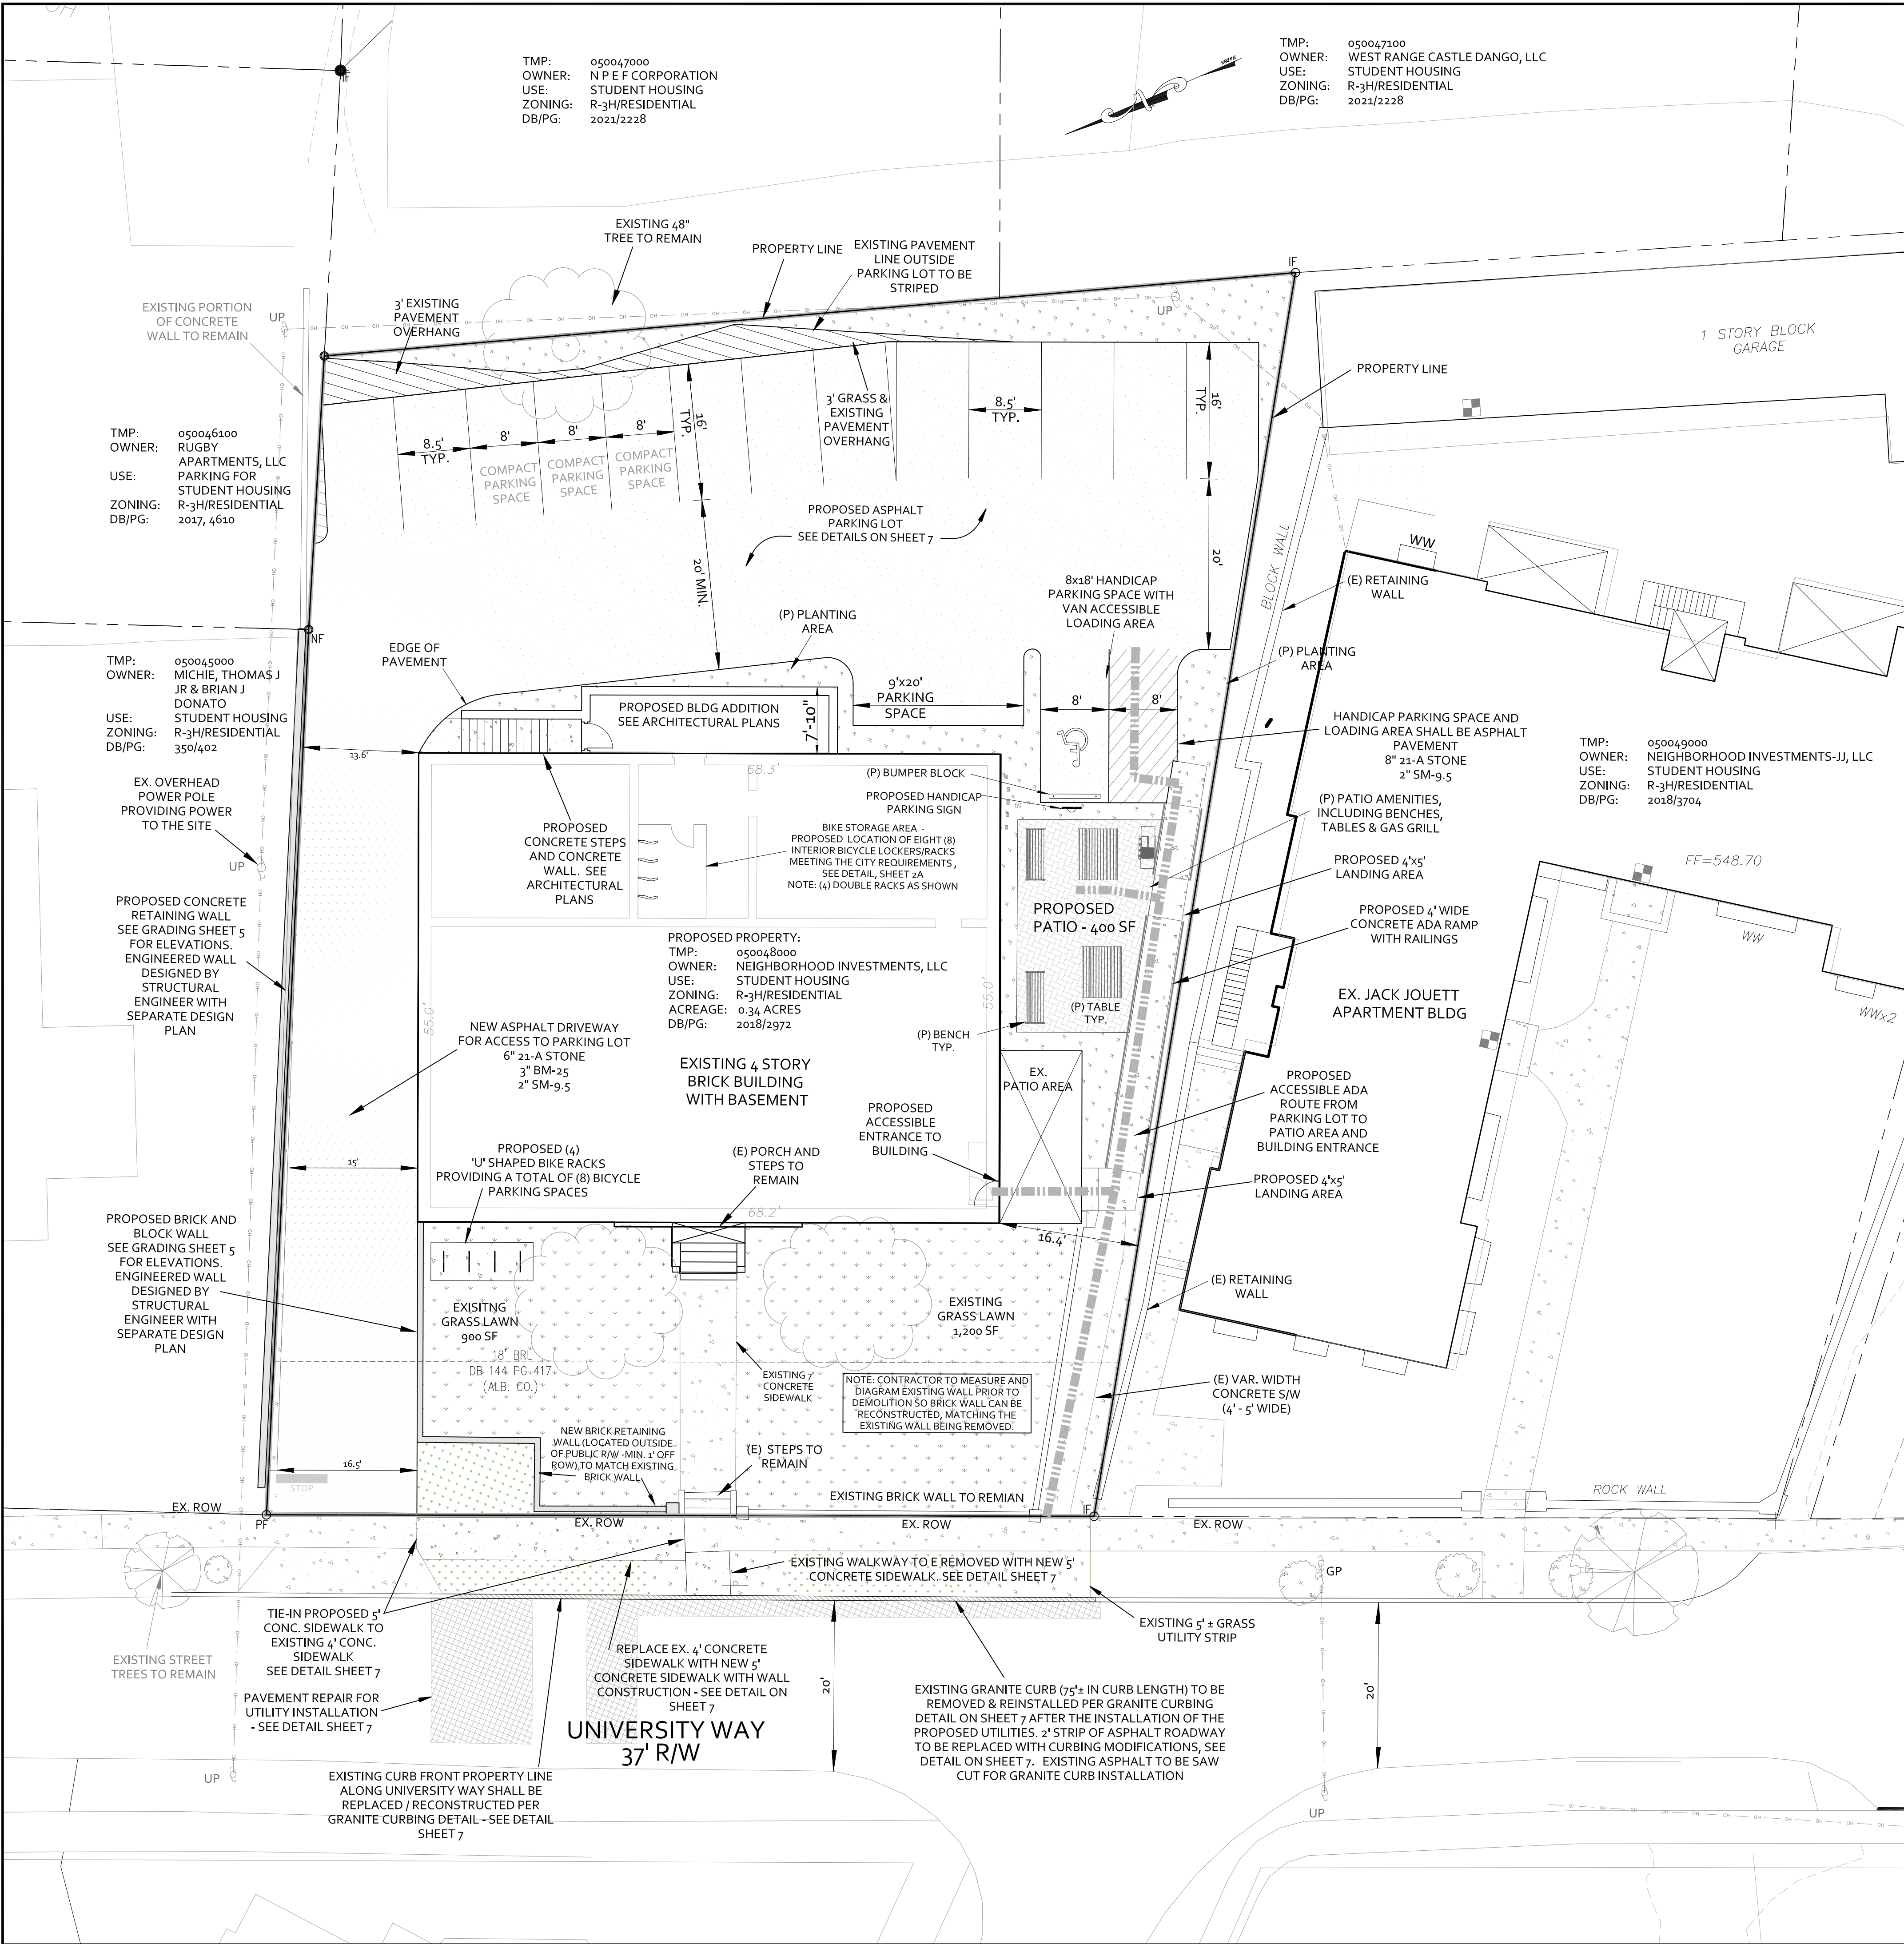 TMP: 050047000
OWNER: N P E F CORPORATION
USE: STUDENT HOUSING
ZONING: R-3H/RESIDENTIAL
DB/PG: 2021/2228
TMP: 050047100
OWNER: WEST RANGE CASTLE DANGO, LLC
USE: STUDENT HOUSING
ZONING: R-3H/RESIDENTIAL
DB/PG: 2021/2228
OH
IF
EXISTING 48"
TREE TO REMAIN
PROPERTY LINE
EXISTING PAVEMENT
LINE OUTSIDE
PARKING LOT TO BE
STRIPED
IF
EXISTING PORTION
OF CONCRETE
WALL TO REMAIN
UP
3' EXISTING
PAVEMENT
OVERHANG
UP
1 STORY BLOCK
GARAGE
PROPERTY LINE
3' GRASS &
EXISTING
PAVEMENT
OVERHANG
8.5'
TYP.
16'
TYP.
16'
TYP.
8.5'
TYP.
8'
8'
8'
COMPACT
PARKING
SPACE
COMPACT
PARKING
SPACE
COMPACT
PARKING
SPACE
TMP: 050046100
OWNER: RUGBY
APARTMENTS, LLC
USE: PARKING FOR
STUDENT HOUSING
ZONING: R-3H/RESIDENTIAL
DB/PG: 2017, 4610
PROPOSED ASPHALT
PARKING LOT
SEE DETAILS ON SHEET 7
20' MIN.
20'
BLOCK WALL
WW
(E) RETAINING
WALL
8x18' HANDICAP
PARKING SPACE WITH
VAN ACCESSIBLE
LOADING AREA
(P) PLANTING
AREA
NF
EDGE OF
PAVEMENT
(P) PLANTING
AREA
TMP: 050045000
OWNER: MICHIE, THOMAS J
JR & BRIAN J
DONATO
USE: STUDENT HOUSING
ZONING: R-3H/RESIDENTIAL
DB/PG: 350/402
PROPOSED BLDG ADDITION
SEE ARCHITECTURAL PLANS
7'-10"
9'x20'
PARKING
SPACE
8'
8'
HANDICAP PARKING SPACE AND
LOADING AREA SHALL BE ASPHALT
PAVEMENT
8" 21-A STONE
2" SM-9.5
TMP: 050049000
OWNER: NEIGHBORHOOD INVESTMENTS-JJ, LLC
USE: STUDENT HOUSING
ZONING: R-3H/RESIDENTIAL
DB/PG: 2018/3704
13.6'
68.3'
(P) BUMPER BLOCK
PROPOSED HANDICAP
PARKING SIGN
EX. OVERHEAD
POWER POLE
PROVIDING POWER
TO THE SITE
UP
PROPOSED
CONCRETE STEPS
AND CONCRETE
WALL. SEE
ARCHITECTURAL
PLANS
BIKE STORAGE AREA -
PROPOSED LOCATION OF EIGHT (8)
INTERIOR BICYCLE LOCKERS/RACKS
MEETING THE CITY REQUIREMENTS ,
SEE DETAIL, SHEET 2A
NOTE: (4) DOUBLE RACKS AS SHOWN
(P) PATIO AMENITIES,
INCLUDING BENCHES,
TABLES & GAS GRILL
FF=548.70
PROPOSED 4'x5'
LANDING AREA
PROPOSED
PATIO - 400 SF
PROPOSED 4' WIDE
CONCRETE ADA RAMP
WITH RAILINGS
WW
WWx2
PROPOSED CONCRETE
RETAINING WALL
SEE GRADING SHEET 5
FOR ELEVATIONS.
ENGINEERED WALL
DESIGNED BY
STRUCTURAL
ENGINEER WITH
SEPARATE DESIGN
PLAN
PROPOSED PROPERTY:
TMP: 050048000
OWNER: NEIGHBORHOOD INVESTMENTS, LLC
USE: STUDENT HOUSING
ZONING: R-3H/RESIDENTIAL
ACREAGE: 0.34 ACRES
DB/PG: 2018/2972
55.0'
55.0'
(P) TABLE
TYP.
(P) BENCH
TYP.
EX. JACK JOUETT
APARTMENT BLDG
NEW ASPHALT DRIVEWAY
FOR ACCESS TO PARKING LOT
6" 21-A STONE
3" BM-25
2" SM-9.5
EXISTING 4 STORY
BRICK BUILDING
WITH BASEMENT
EX.
PATIO AREA
PROPOSED
ACCESSIBLE ADA
ROUTE FROM
PARKING LOT TO
PATIO AREA AND
BUILDING ENTRANCE
PROPOSED
ACCESSIBLE
ENTRANCE TO
BUILDING
PROPOSED (4)
'U' SHAPED BIKE RACKS
PROVIDING A TOTAL OF (8) BICYCLE
PARKING SPACES
(E) PORCH AND
STEPS TO
REMAIN
15'
PROPOSED 4'x5'
LANDING AREA
68.2'
16.4'
PROPOSED BRICK AND
BLOCK WALL
SEE GRADING SHEET 5
FOR ELEVATIONS.
ENGINEERED WALL
DESIGNED BY
STRUCTURAL
ENGINEER WITH
SEPARATE DESIGN
PLAN
EXISITNG
GRASS LAWN
900 SF
18' BRL
DB 144 PG 417
(ALB. CO.)
EXISTING
GRASS LAWN
1,200 SF
(E) RETAINING
WALL
EXISTING 7'
CONCRETE
SIDEWALK
NOTE: CONTRACTOR TO MEASURE AND
DIAGRAM EXISTING WALL PRIOR TO
DEMOLITION SO BRICK WALL CAN BE
RECONSTRUCTED, MATCHING THE
EXISTING WALL BEING REMOVED.
(E) VAR. WIDTH
CONCRETE S/W
(4' - 5' WIDE)
NEW BRICK RETAINING
WALL (LOCATED OUTSIDE
OF PUBLIC R/W -MIN. 1' OFF
ROW) TO MATCH EXISTING
BRICK WALL
(E) STEPS TO
REMAIN
16.5'
STOP
EXISTING BRICK WALL TO REMIAN
ROCK WALL
EX. ROW
PF
EX. ROW
EX. ROW
IF
EX. ROW
EXISTING WALKWAY TO E REMOVED WITH NEW 5'
CONCRETE SIDEWALK. SEE DETAIL SHEET 7
GP
TIE-IN PROPOSED 5'
CONC. SIDEWALK TO
EXISTING 4' CONC.
SIDEWALK
SEE DETAIL SHEET 7
EXISTING 5' ± GRASS
UTILITY STRIP
EXISTING STREET
TREES TO REMAIN
REPLACE EX. 4' CONCRETE
SIDEWALK WITH NEW 5'
CONCRETE SIDEWALK WITH WALL
CONSTRUCTION - SEE DETAIL ON
SHEET 7
20'
20'
PAVEMENT REPAIR FOR
UTILITY INSTALLATION
- SEE DETAIL SHEET 7
EXISTING GRANITE CURB (75'± IN CURB LENGTH) TO BE
REMOVED & REINSTALLED PER GRANITE CURBING
DETAIL ON SHEET 7 AFTER THE INSTALLATION OF THE
PROPOSED UTILITIES. 2' STRIP OF ASPHALT ROADWAY
TO BE REPLACED WITH CURBING MODIFICATIONS, SEE
DETAIL ON SHEET 7. EXISTING ASPHALT TO BE SAW
CUT FOR GRANITE CURB INSTALLATION
UNIVERSITY WAY
37' R/W
UP
EXISTING CURB FRONT PROPERTY LINE
ALONG UNIVERSITY WAY SHALL BE
REPLACED / RECONSTRUCTED PER
GRANITE CURBING DETAIL - SEE DETAIL
SHEET 7
UP